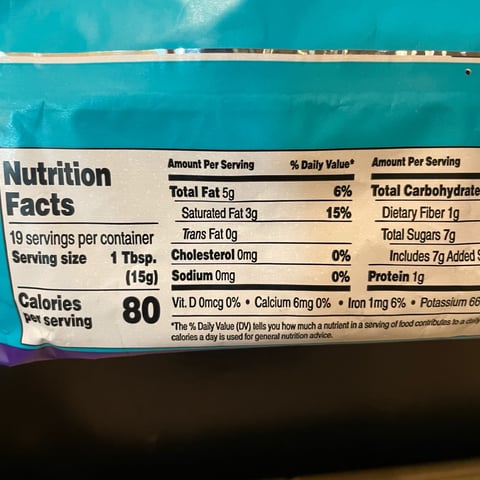 Nutrition
Facts
19 servings per container
Serving size 1 Tbsp.
(15g)
Calories
per serving
80
Amount Per Serving % Daily Value*
Total Fat 5g 6%
Saturated Fat 3g 15%
Trans Fat 0g
Cholesterol 0mg 0%
Sodium 0mg 0%
Amount Per Serving
Total Carbohydrate
Dietary Fiber 1g
Total Sugars 7g
Includes 7g Added S
Protein 1g
Vit. D 0mcg 0% • Calcium 6mg 0% • Iron 1mg 6% • Potassium 66
*The % Daily Value (DV) tells you how much a nutrient in a serving of food contributes to a daily
calories a day is used for general nutrition advice.